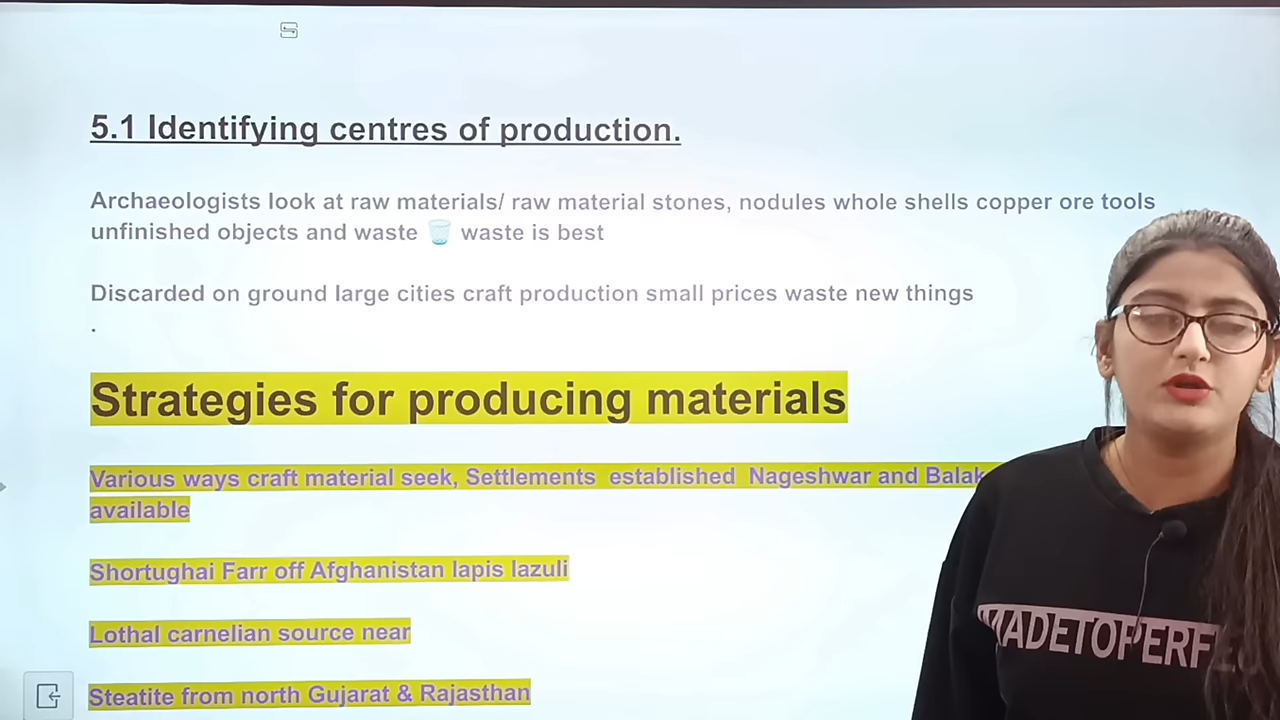 5.1 Identifying centres of production.
Archaeologists look at raw materials/ raw material stones, nodules whole shells copper ore tools
unfinished objects and waste 🗑️ waste is best
Discarded on ground large cities craft production small prices waste new things
.
Strategies for producing materials
Various ways craft material seek, Settlements established Nageshwar and Balak
available
Shortughai Farr off Afghanistan lapis lazuli
Lothal carnelian source near
Steatite from north Gujarat & Rajasthan
MADETOPERFE